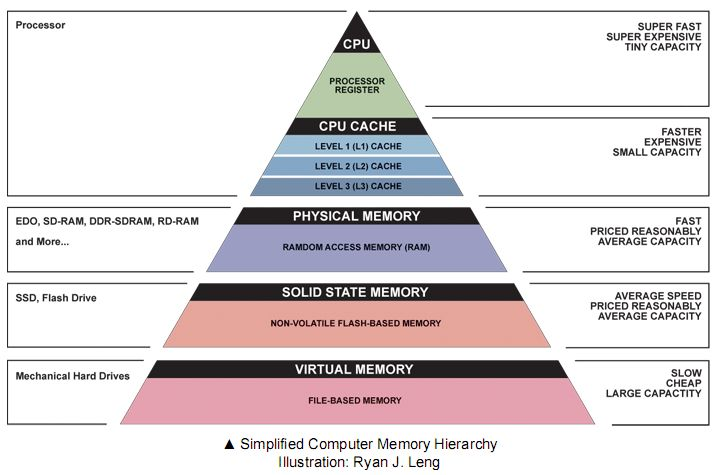 Processor
CPU
SUPER FAST
SUPER EXPENSIVE
TINY CAPACITY
PROCESSOR
REGISTER
CPU CACHE
LEVEL 1 (L1) CACHE
LEVEL 2 (L2) CACHE
LEVEL 3 (L3) CACHE
FASTER
EXPENSIVE
SMALL CAPACITY
EDO, SD-RAM, DDR-SDRAM, RD-RAM
and More...
PHYSICAL MEMORY
RAMDOM ACCESS MEMORY (RAM)
FAST
PRICED REASONABLY
AVERAGE CAPACITY
SSD, Flash Drive
SOLID STATE MEMORY
NON-VOLATILE FLASH-BASED MEMORY
AVERAGE SPEED
PRICED REASONABLY
AVERAGE CAPACITY
Mechanical Hard Drives
VIRTUAL MEMORY
FILE-BASED MEMORY
SLOW
CHEAP
LARGE CAPACTITY
▲ Simplified Computer Memory Hierarchy
Illustration: Ryan J. Leng